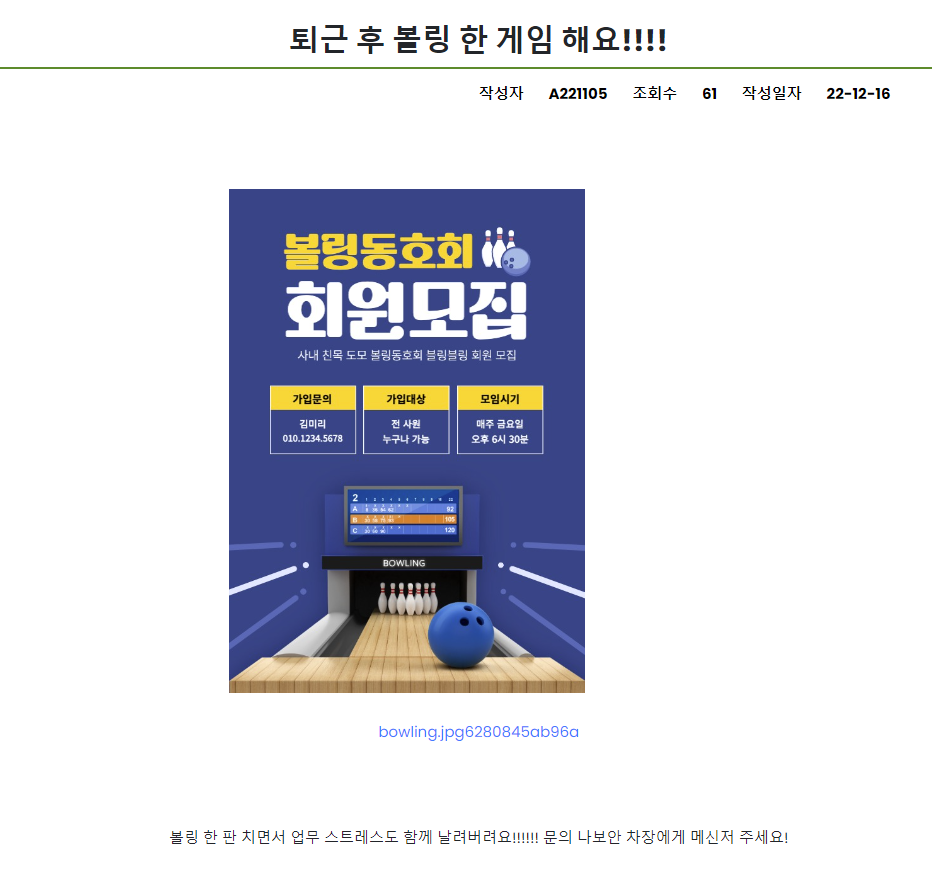 퇴근 후 볼링 한 게임 해요!!!!
작성자 A221105 조회수 61 작성일자 22-12-16
볼링동호회
회원모집
사내 친목 도모 볼링동호회 블링블링 회원 모집
가입문의 가입대상 모임시기
김미리 전 사원 매주 금요일
010.1234.5678 누구나 가능 오후 6시 30분
2
A 92
B 105
C 120
BOWLING
bowling.jpg6280845ab96a
볼링 한 판 치면서 업무 스트레스도 함께 날려버려요!!!!!! 문의 나보안 차장에게 메신저 주세요!